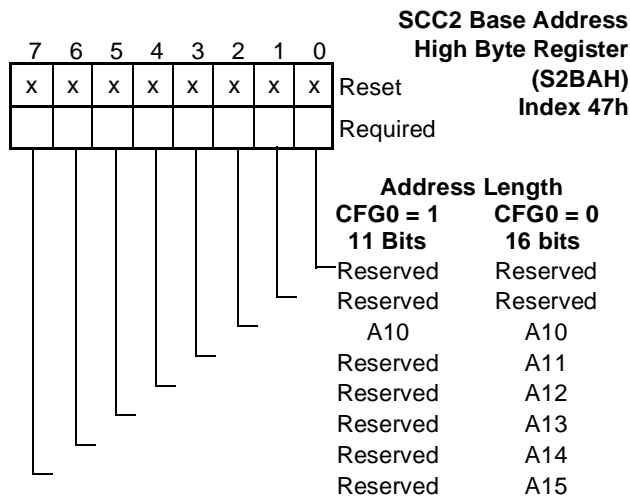 SCC2 Base Address
High Byte Register
(S2BAH)
Index 47h
7 6 5 4 3 2 1 0
x x x x x x x x Reset
Required
Address Length
CFG0 = 1 CFG0 = 0
11 Bits 16 bits
Reserved Reserved
Reserved Reserved
A10 A10
Reserved A11
Reserved A12
Reserved A13
Reserved A14
Reserved A15